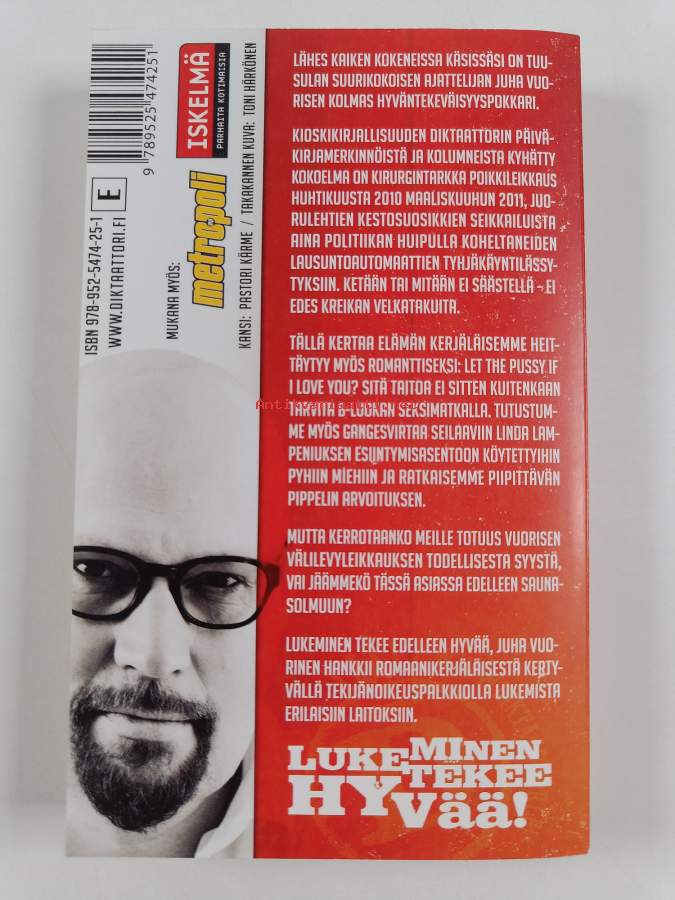 LÄHES KAIKEN KOKENEISSA KÄSISSÄSI ON TUU-
SULAN SUURIKOKOISEN AJATTELIJAN JUHA VUO-
RISEN KOLMAS HYVÄNTEKEVÄISYYSPOKKARI.
KIOSKIKIRJALLISUUDEN DIKTAATTORIN PÄIVÄ-
KIRJAMERKINNÖISTÄ JA KOLUMNEISTA KYHÄTTY
KOKOELMA ON KIRURGINTARKKA POIKKILEIKKAUS
HUHTIKUUSTA 2010 MAALISKUUHUN 2011, JUO-
RULEHTIEN KESTOSUOSIKKIEN SEIKKAILUISTA
AINA POLITIIKAN HUIPULLA KOHELTANEIDEN
LAUSUNTOAUTOMAATTIEN TYHJÄKÄYNTILÄSSY-
TYKSIIN. KETÄÄN TAI MITÄÄN EI SÄÄSTELLÄ - EI
EDES KREIKAN VELKATAKUITA.
TÄLLÄ KERTAA ELÄMÄN KERJÄLÄISEMME HEIT-
TÄYTYY MYÖS ROMANTTISEKSI: LET THE PUSSY IF
I LOVE YOU? SITÄ TAITOA EI SITTEN KUITENKAAN
TARVITA B-LUOKAN SEKSIMATKALLA. TUTUSTUM-
ME MYÖS GANGESVIRTAA SEILAAVIIN LINDA LAM-
PENIUKSEN ESIINTYMISASENTOON KÖYTETTYIHIN
PYHIIN MIEHIIN JA RATKAISEMME PIIPITTÄVÄN
PIPPELIN ARVOITUKSEN.
MUTTA KERROTAANKO MEILLE TOTUUS VUORISEN
VÄLILEVYLEIKKAUKSEN TODELLISESTA SYYSTÄ,
VAI JÄÄMMEKÖ TÄSSÄ ASIASSA EDELLEEN SAUNA-
SOLMUUN?
LUKEMINEN TEKEE EDELLEEN HYVÄÄ, JUHA VUO-
RINEN HANKKII ROMAANIKERJÄLÄISESTÄ KERTY-
VÄLLÄ TEKIJÄNOIKEUSPALKKIOLLA LUKEMISTA
ERILAISIIN LAITOKSIIN.
LUKEMINEN
TEKEE
HYVÄÄ!
ISBN 978-952-5474-25-1
WWW.DIKTAATTORI.FI
E
9 789525 474251
MUKANA MYÖS:
metropoli
ISKELMÄ
PARHAITA KOTIMAISIA
KANSI: PASTORI KÄRME / TAKAKANNEN KUVA: TONI HÄRKÖNEN